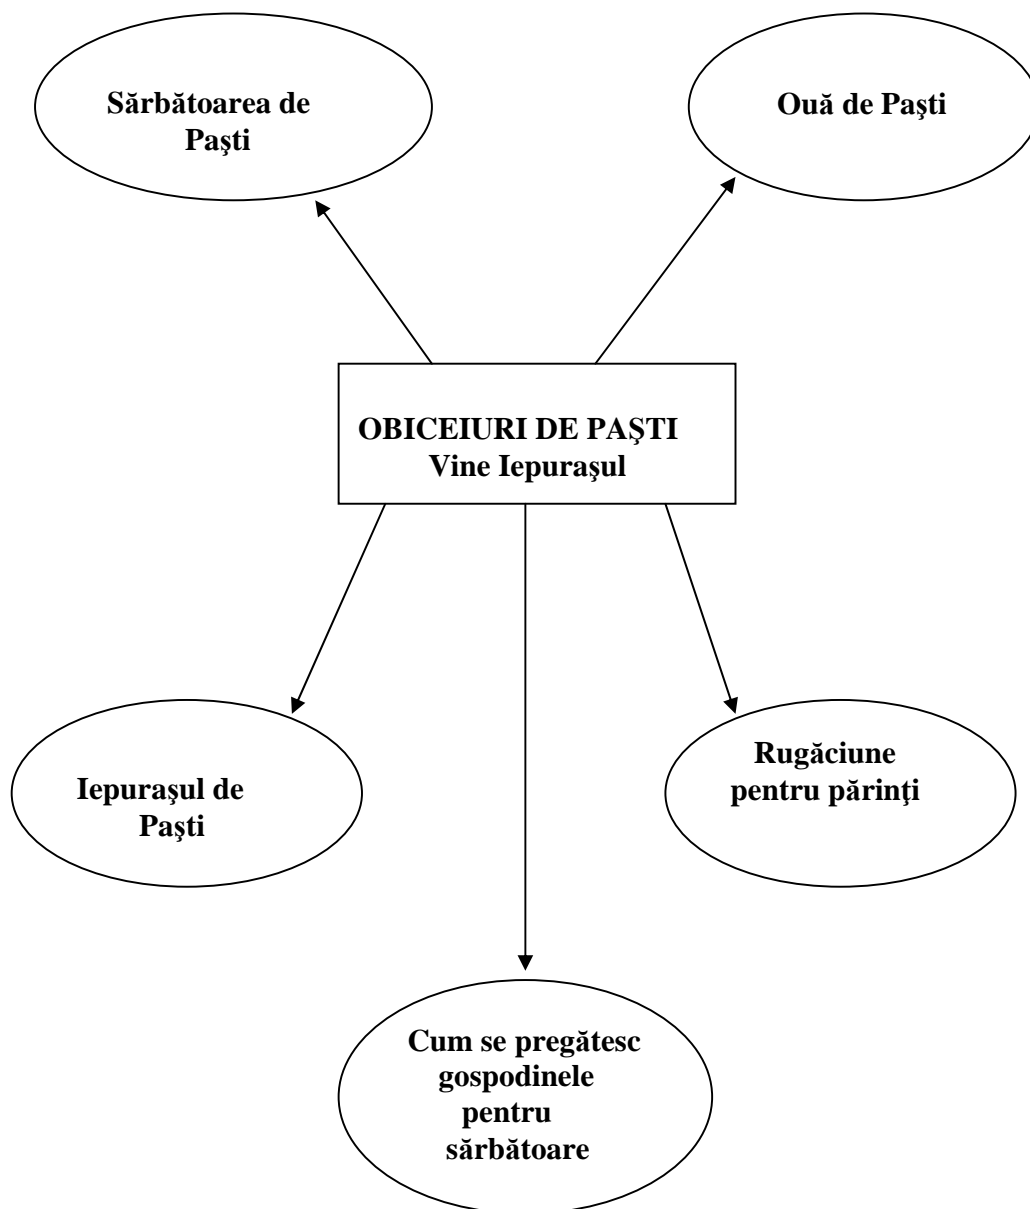 Sărbătoarea de
Paşti
Ouă de Paşti
OBICEIURI DE PAŞTI
Vine Iepuraşul
Iepuraşul de
Paşti
Rugăciune
pentru părinţi
Cum se pregătesc
gospodinele
pentru
sărbătoare